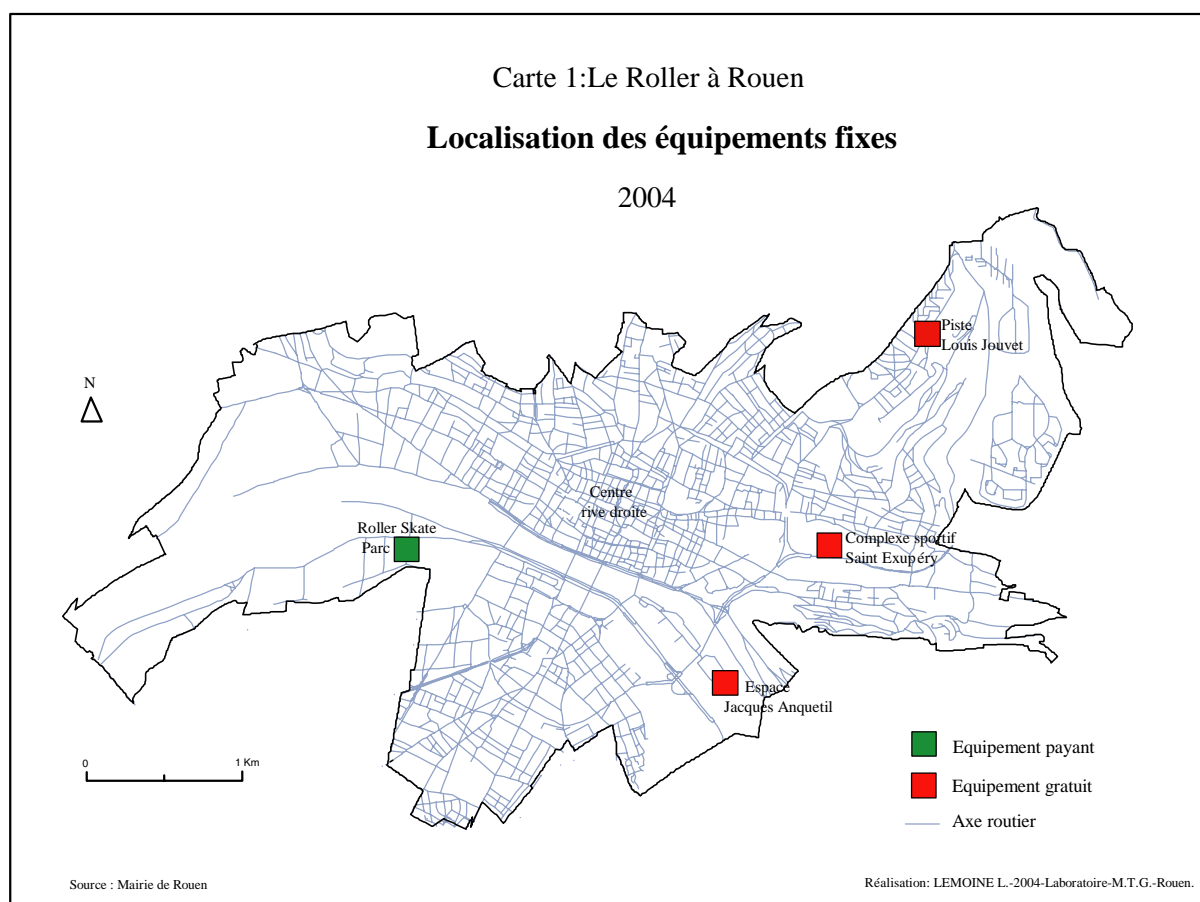 Carte 1:Le Roller à Rouen
Localisation des équipements fixes
2004
Piste
Louis Jouvet
N
Centre
rive droite
Roller Skate
Parc
Complexe sportif
Saint Exupéry
Espace
Jacques Anquetil
0
1 Km
Equipement payant
Equipement gratuit
Axe routier
Source : Mairie de Rouen
Réalisation: LEMOINE L.-2004-Laboratoire-M.T.G.-Rouen.